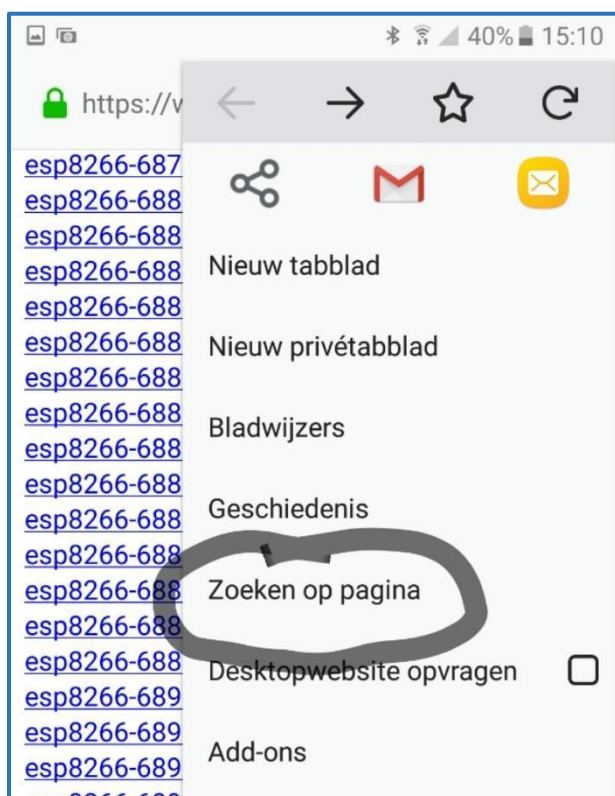 40% 15:10
https://w
esp8266-687
esp8266-688
esp8266-688
esp8266-688
Nieuw tabblad
esp8266-688
esp8266-688
Nieuw privétabblad
esp8266-688
esp8266-688
Bladwijzers
esp8266-688
esp8266-688
Geschiedenis
esp8266-688
esp8266-688
esp8266-688
Zoeken op pagina
esp8266-688
esp8266-688
Desktopwebsite opvragen
esp8266-689
esp8266-689
Add-ons
esp8266-689